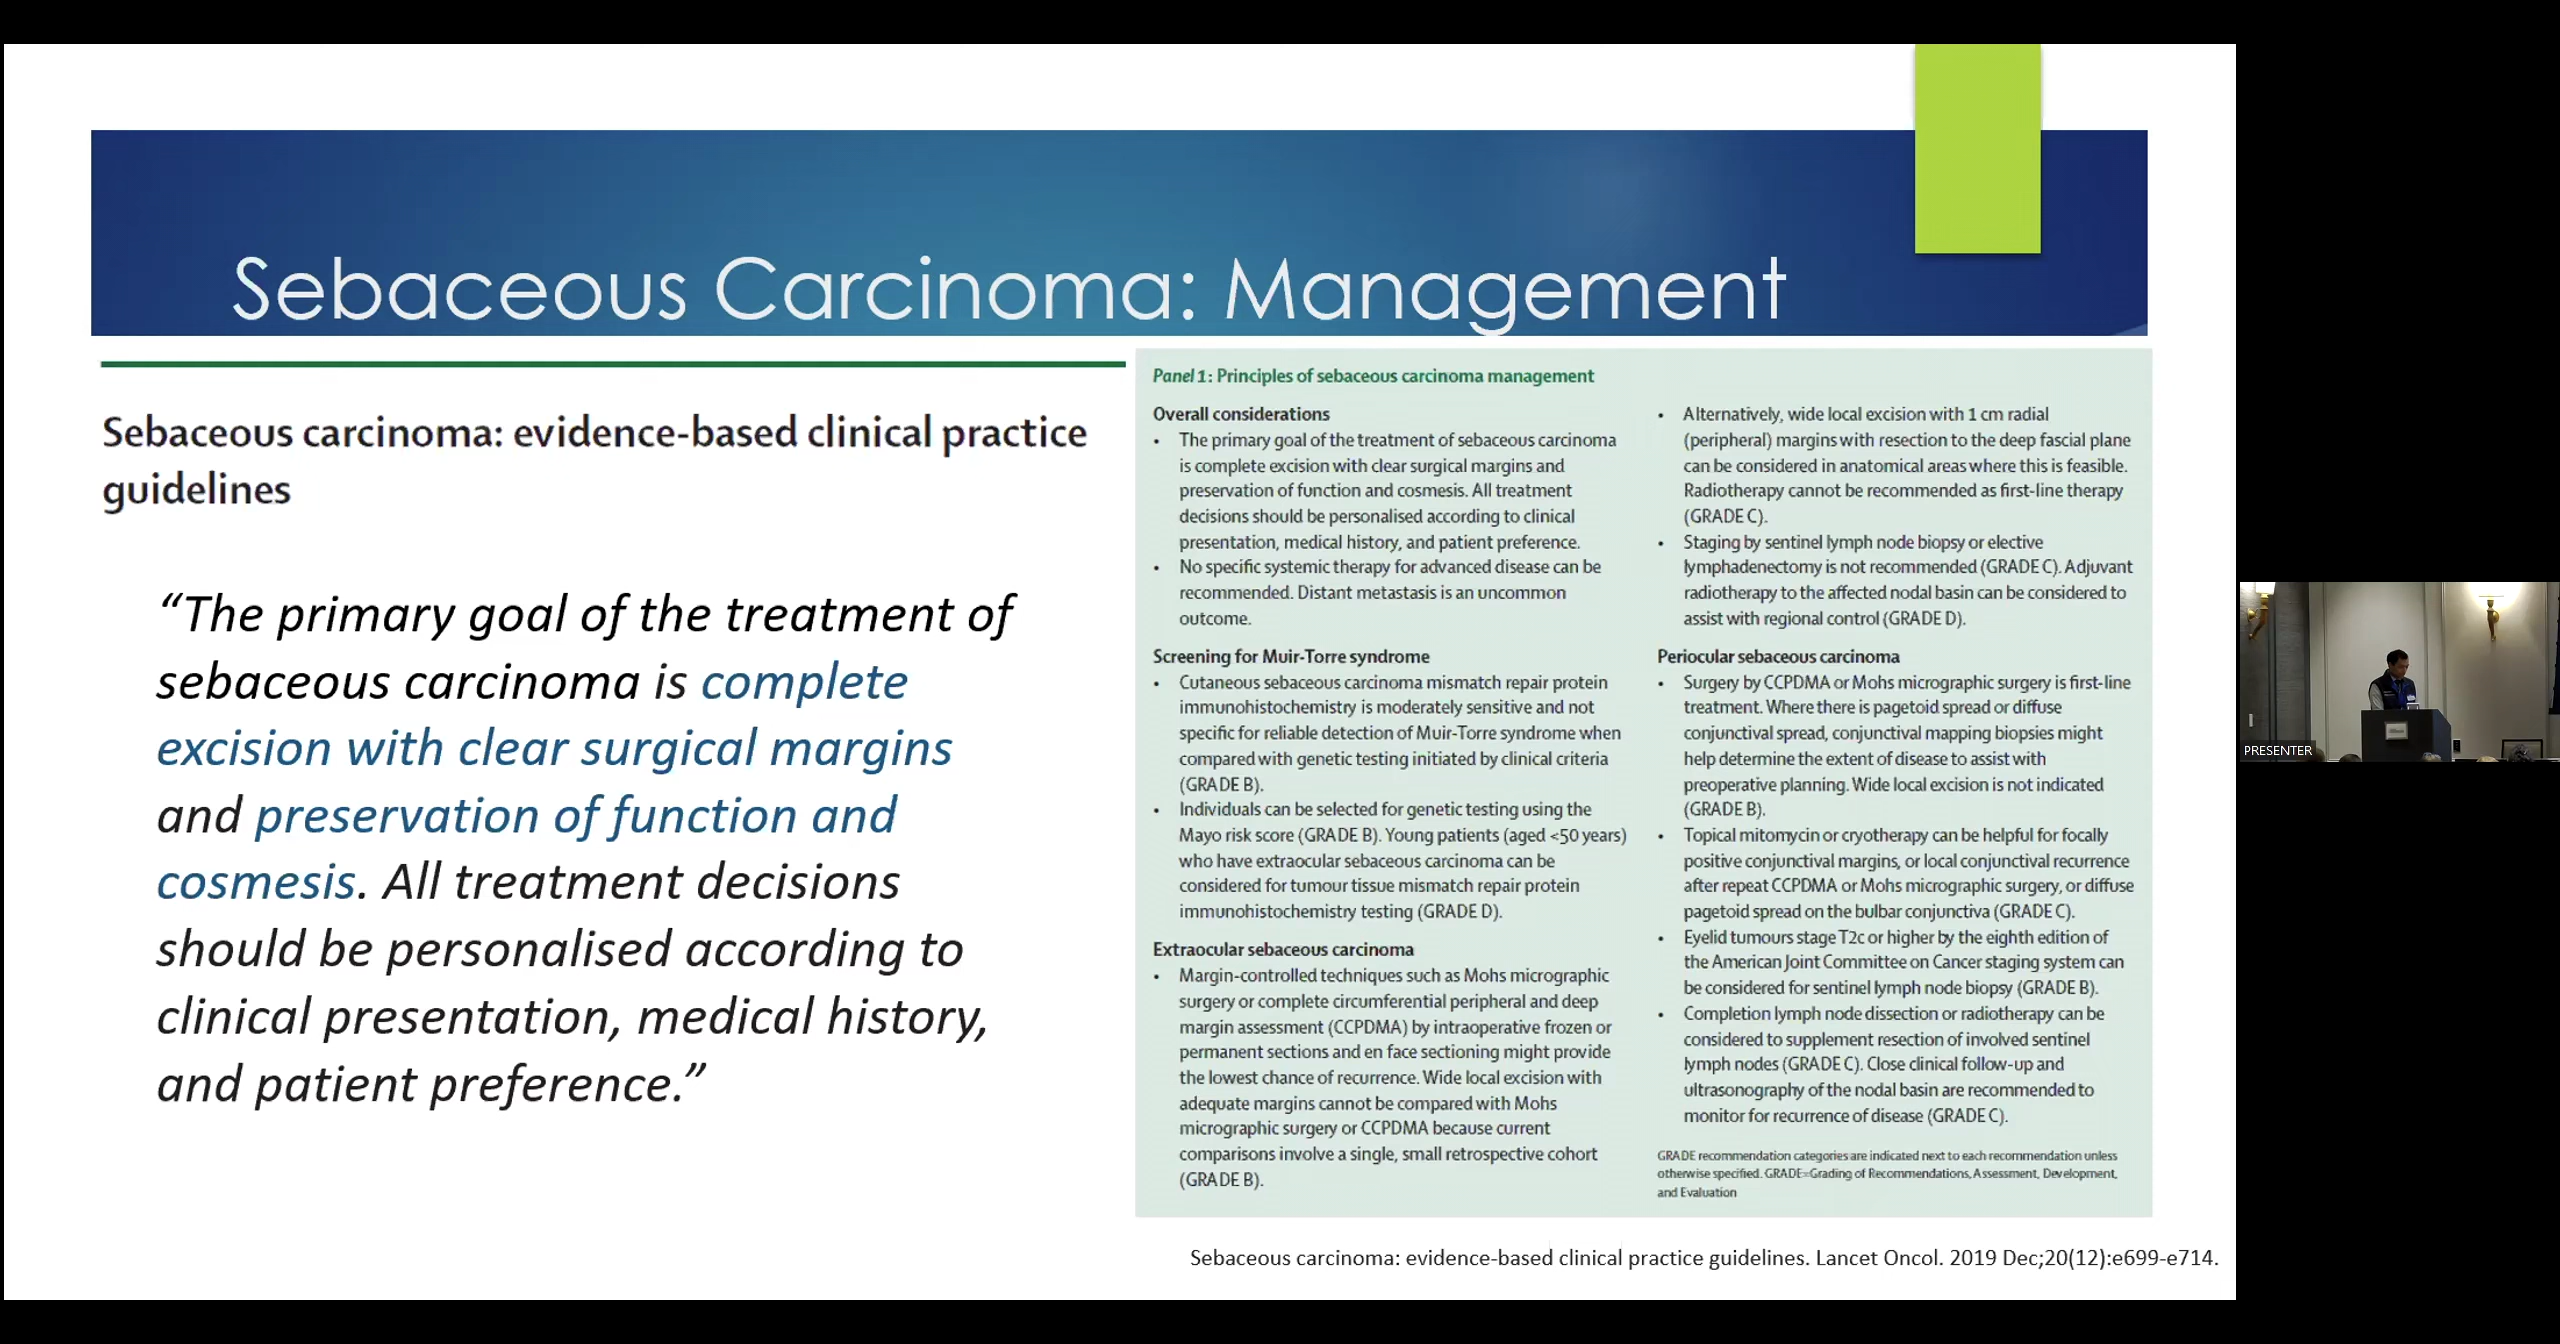 Sebaceous Carcinoma: Management
Sebaceous carcinoma: evidence-based clinical practice
guidelines
“The primary goal of the treatment of
sebaceous carcinoma is complete
excision with clear surgical margins
and preservation of function and
cosmesis. All treatment decisions
should be personalised according to
clinical presentation, medical history,
and patient preference.”
Panel 1: Principles of sebaceous carcinoma management
Overall considerations
• The primary goal of the treatment of sebaceous carcinoma
is complete excision with clear surgical margins and
preservation of function and cosmesis. All treatment
decisions should be personalised according to clinical
presentation, medical history, and patient preference.
• No specific systemic therapy for advanced disease can be
recommended. Distant metastasis is an uncommon
outcome.
Screening for Muir-Torre syndrome
• Cutaneous sebaceous carcinoma mismatch repair protein
immunohistochemistry is moderately sensitive and not
specific for reliable detection of Muir-Torre syndrome when
compared with genetic testing initiated by clinical criteria
(GRADE B).
• Individuals can be selected for genetic testing using the
Mayo risk score (GRADE B). Young patients (aged <50 years)
who have extraocular sebaceous carcinoma can be
considered for tumour tissue mismatch repair protein
immunohistochemistry testing (GRADE D).
Extraocular sebaceous carcinoma
• Margin-controlled techniques such as Mohs micrographic
surgery or complete circumferential peripheral and deep
margin assessment (CCPDMA) by intraoperative frozen or
permanent sections and en face sectioning might provide
the lowest chance of recurrence. Wide local excision with
adequate margins cannot be compared with Mohs
micrographic surgery or CCPDMA because current
comparisons involve a single, small retrospective cohort
(GRADE B).
• Alternatively, wide local excision with 1 cm radial
(peripheral) margins with resection to the deep fascial plane
can be considered in anatomical areas where this is feasible.
Radiotherapy cannot be recommended as first-line therapy
(GRADE C).
• Staging by sentinel lymph node biopsy or elective
lymphadenectomy is not recommended (GRADE C). Adjuvant
radiotherapy to the affected nodal basin can be considered to
assist with regional control (GRADE D).
Periocular sebaceous carcinoma
• Surgery by CCPDMA or Mohs micrographic surgery is first-line
treatment. Where there is pagetoid spread or diffuse
conjunctival spread, conjunctival mapping biopsies might
help determine the extent of disease to assist with
preoperative planning. Wide local excision is not indicated
(GRADE B).
• Topical mitomycin or cryotherapy can be helpful for focally
positive conjunctival margins, or local conjunctival recurrence
after repeat CCPDMA or Mohs micrographic surgery, or diffuse
pagetoid spread on the bulbar conjunctiva (GRADE C).
• Eyelid tumours stage T2c or higher by the eighth edition of
the American Joint Committee on Cancer staging system can
be considered for sentinel lymph node biopsy (GRADE B).
• Completion lymph node dissection or radiotherapy can be
considered to supplement resection of involved sentinel
lymph nodes (GRADE C). Close clinical follow-up and
ultrasonography of the nodal basin are recommended to
monitor for recurrence of disease (GRADE C).
GRADE recommendation categories are indicated next to each recommendation unless
otherwise specified. GRADE=Grading of Recommendations, Assessment, Development,
and Evaluation
Sebaceous carcinoma: evidence-based clinical practice guidelines. Lancet Oncol. 2019 Dec;20(12):e699-e714.
PRESENTER